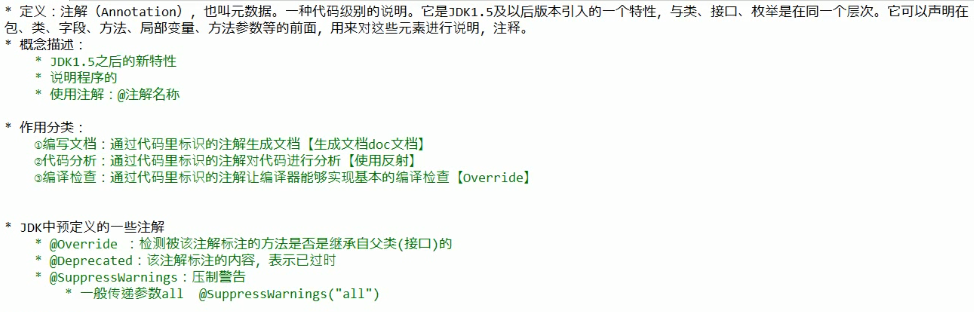 * 定义：注解（Annotation），也叫元数据。一种代码级别的说明。它是JDK1.5及以后版本引入的一个特性，与类、接口、枚举是在同一个层次。它可以声明在
包、类、字段、方法、局部变量、方法参数等的前面，用来对这些元素进行说明，注释。
* 概念描述：
* JDK1.5之后的新特性
* 说明程序的
* 使用注解：@注解名称
* 作用分类：
①编写文档：通过代码里标识的注解生成文档【生成文档doc文档】
②代码分析：通过代码里标识的注解对代码进行分析【使用反射】
③编译检查：通过代码里标识的注解让编译器能够实现基本的编译检查【Override】
* JDK中预定义的一些注解
* @Override ：检测被该注解标注的方法是否是继承自父类(接口)的
* @Deprecated：该注解标注的内容，表示已过时
* @SuppressWarnings：压制警告
* 一般传递参数all @SuppressWarnings("all")